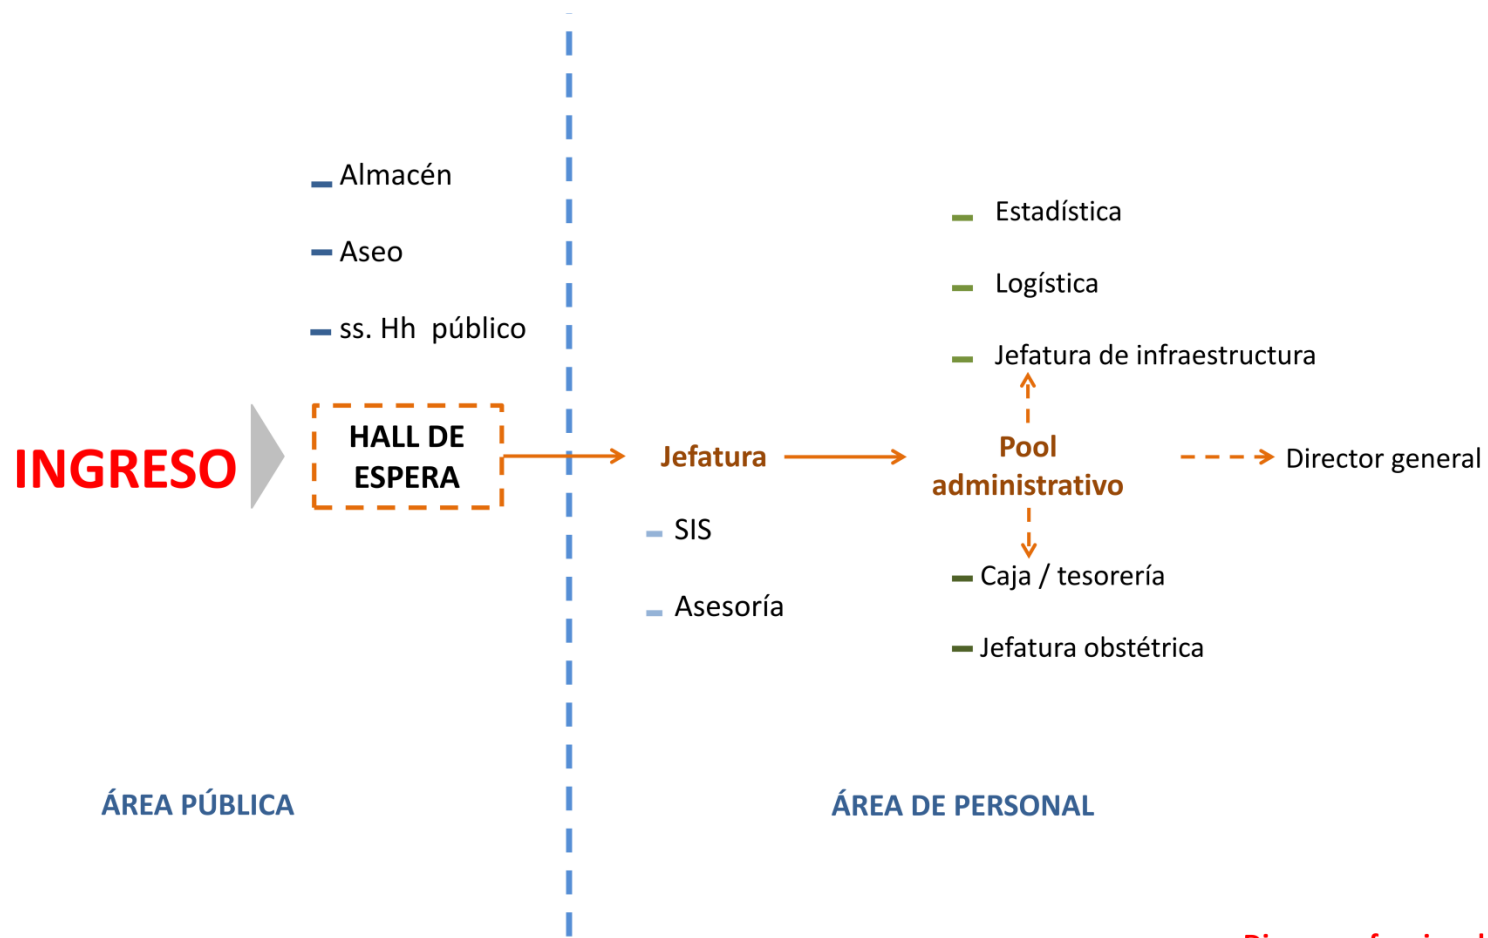 Almacén
Aseo
ss. Hh  público
INGRESO
HALL DE
ESPERA
Jefatura
SIS
Asesoría
Estadística
Logística
Jefatura de infraestructura
Pool
administrativo
Director general
Caja / tesorería
Jefatura obstétrica
ÁREA PÚBLICA
ÁREA DE PERSONAL